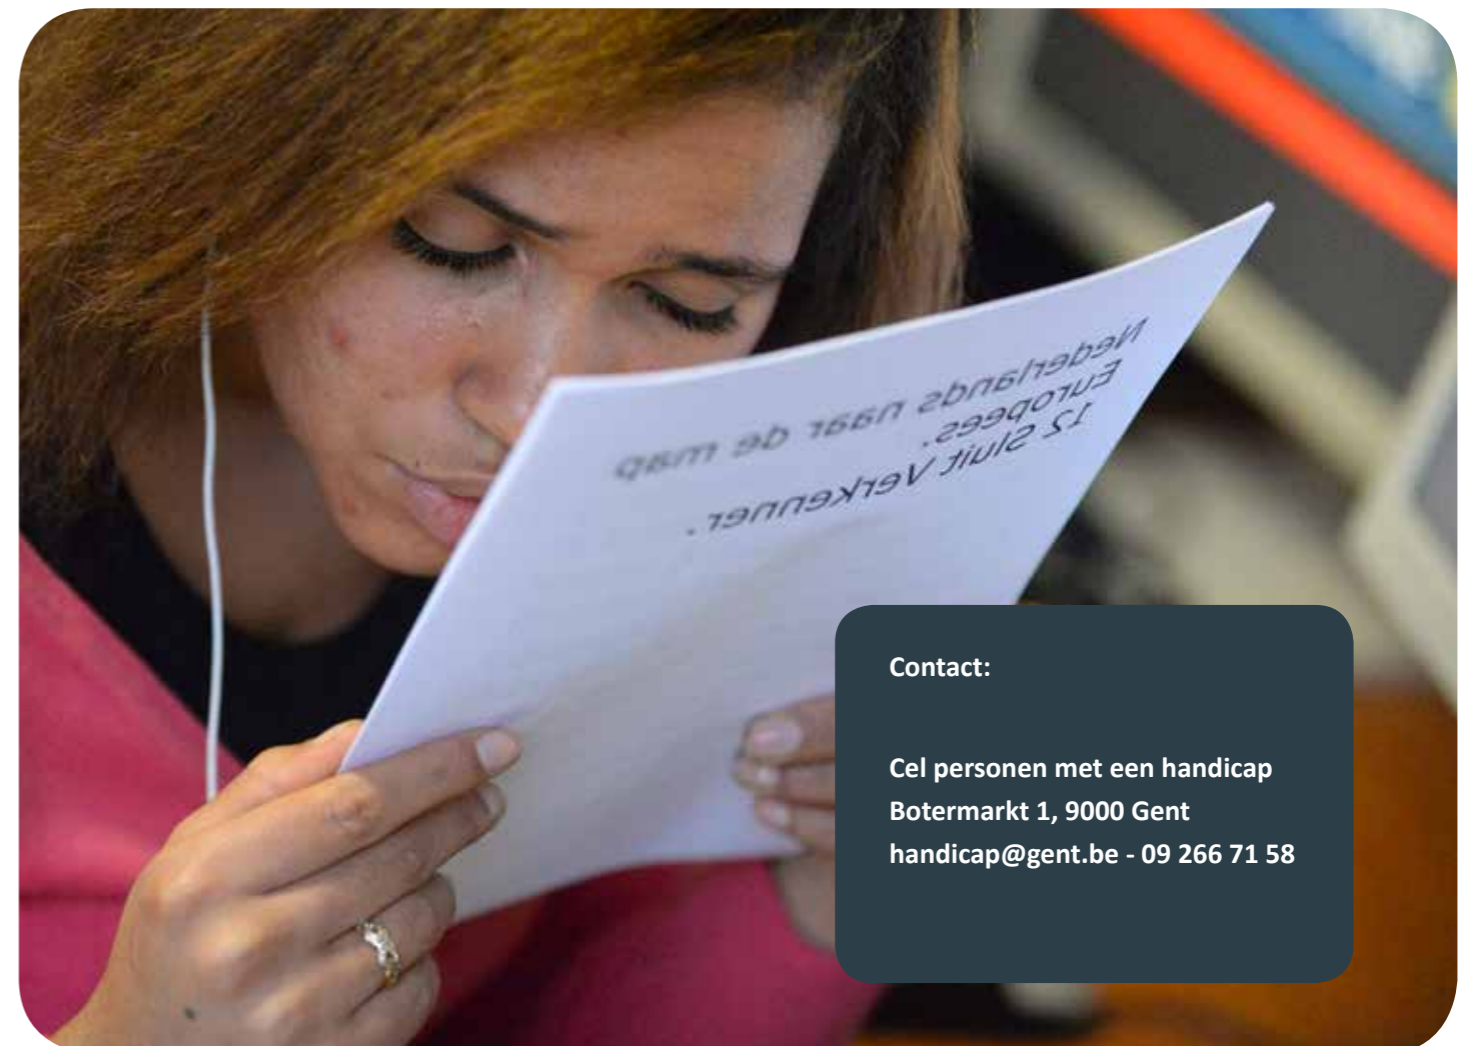 Nederlands naar de map
Europees.
12 Sluit Verkenner.
Contact:
Cel personen met een handicap
Botermarkt 1, 9000 Gent
handicap@gent.be - 09 266 71 58